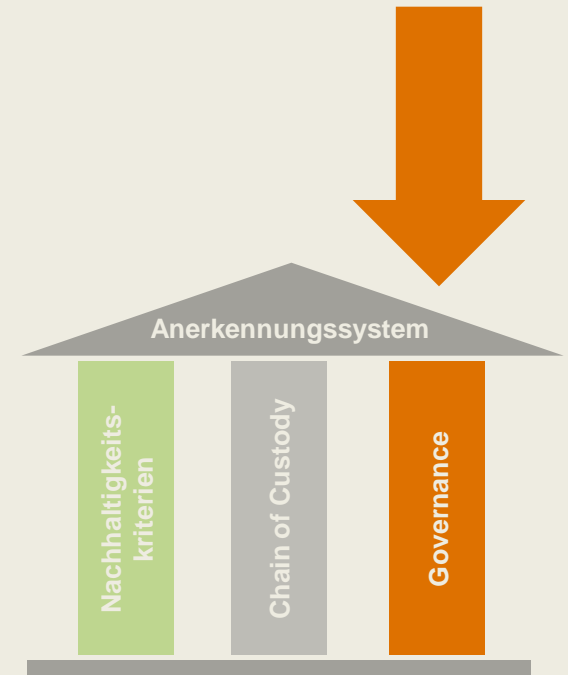 Anerkennungssystem
Nachhaltigkeits-
kriterien
Chain of Custody
Governance